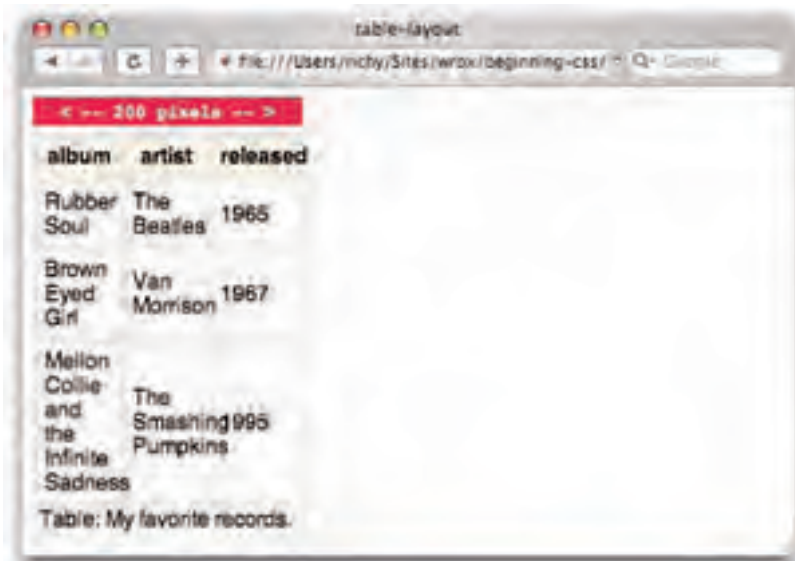 table-layout
file:///Users/richy/Sites/wrox/beginning-css/
Google
< -- 200 pixels -- >
album artist released
Rubber
Soul
The
Beatles
1965
Brown
Eyed
Girl
Van
Morrison
1967
Mellon
Collie
and
the
Infinite
Sadness
The
Smashing
Pumpkins
1995
Table: My favorite records.